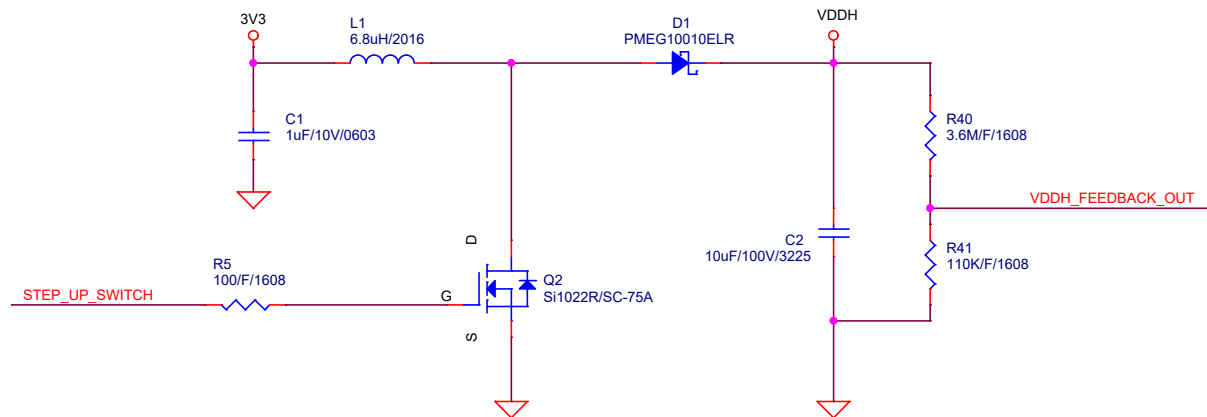 3V3
L1
6.8uH/2016
D1
PMEG10010ELR
VDDH
C1
1uF/10V/0603
R40
3.6M/F/1608
VDDH_FEEDBACK_OUT
C2
10uF/100V/3225
R41
110K/F/1608
D
R5
100/F/1608
Q2
Si1022R/SC-75A
STEP_UP_SWITCH
G
S